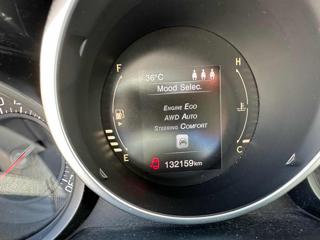 F
H
36°C
Mood Selec.
ENGINE ECO
AWD AUTO
STEERING COMFORT
E
C
132159km